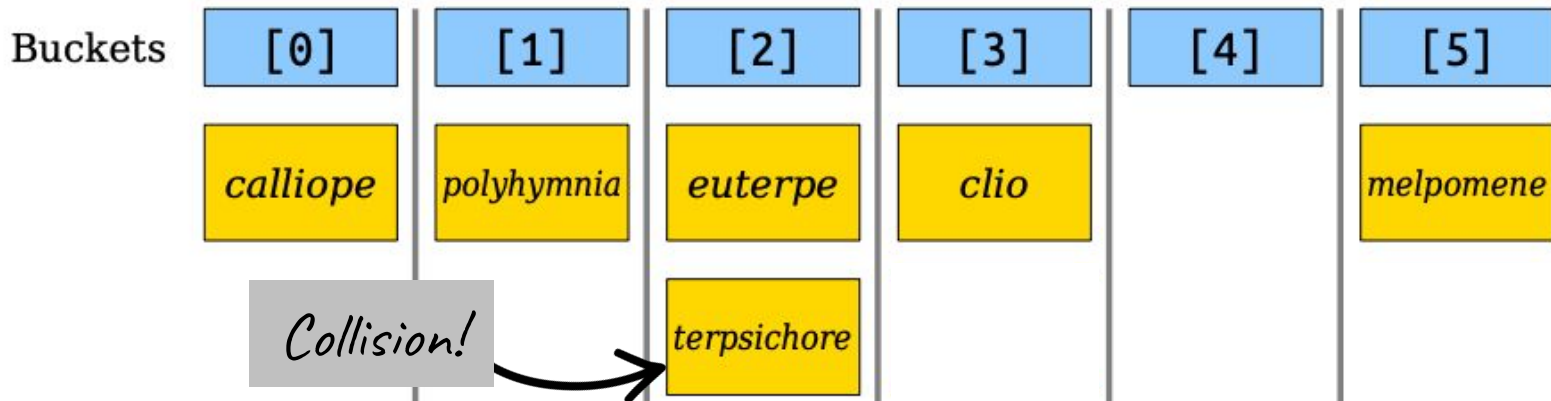 Buckets [0] [1] [2] [3] [4] [5]
calliope polyhymnia euterpe clio melpomene
Collision! terpsichore